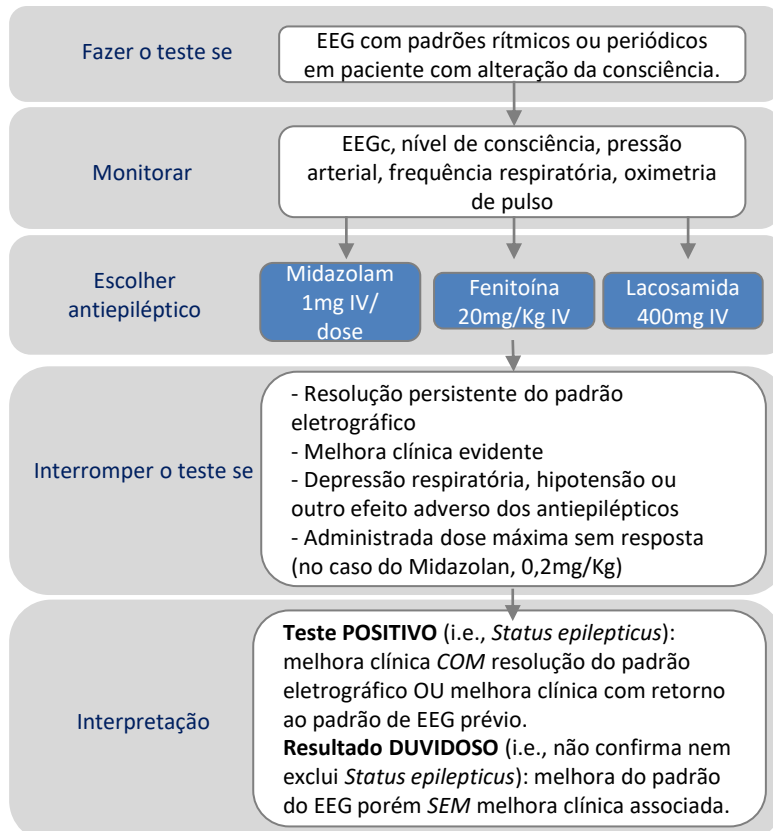 Fazer o teste se
EEG com padrões rítmicos ou periódicos
em paciente com alteração da consciência.
Monitorar
EEGc, nível de consciência, pressão
arterial, frequência respiratória, oximetria
de pulso
Escolher
antiepiléptico
Midazolam
1mg IV/
dose
Fenitoína
20mg/Kg IV
Lacosamida
400mg IV
Interromper o teste se
- Resolução persistente do padrão
eletrográfico
- Melhora clínica evidente
- Depressão respiratória, hipotensão ou
outro efeito adverso dos antiepilépticos
- Administrada dose máxima sem resposta
(no caso do Midazolan, 0,2mg/Kg)
Interpretação
Teste POSITIVO (i.e., Status epilepticus):
melhora clínica COM resolução do padrão
eletrográfico OU melhora clínica com retorno
ao padrão de EEG prévio.
Resultado DUVIDOSO (i.e., não confirma nem
exclui Status epilepticus): melhora do padrão
do EEG porém SEM melhora clínica associada.